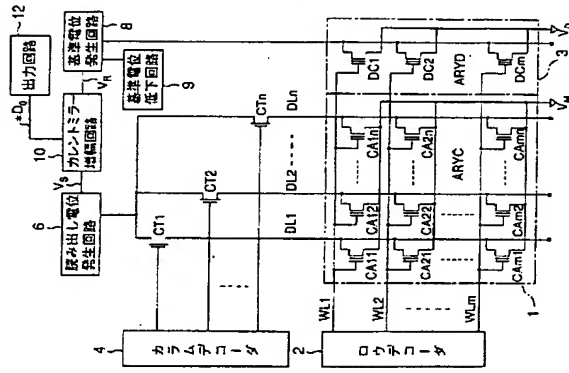 12
出力回路
*D₀
10
カレントミラー
増幅回路
V_R
8
基準電位
発生回路
9
基準電位
低下回路
V_S
6
読み出し電位
発生回路
CT1
CT2
CTn
DL1
DL2
DLn
4
カラムデコーダ
2
ロウデコーダ
WL1
WL2
WLm
CA11
CA12
CA1n
CA21
CA22
CA2n
CAm1
CAm2
CAmn
ARYC
DC1
DC2
DCm
ARYD
V_M
1
3